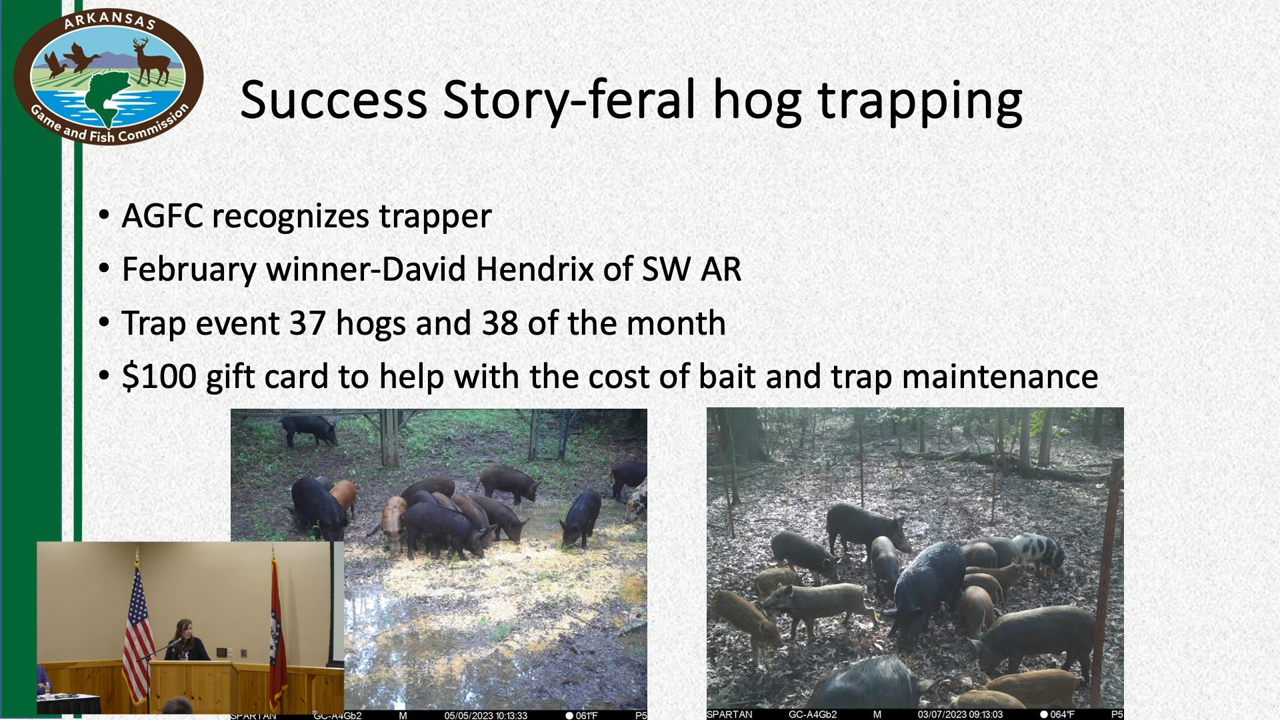 ARKANSAS
Game and Fish Commission
Success Story-feral hog trapping
• AGFC recognizes trapper
• February winner-David Hendrix of SW AR
• Trap event 37 hogs and 38 of the month
• $100 gift card to help with the cost of bait and trap maintenance
SPARTAN GC-A4Gb2 M 05/05/2023 10:13:33 061°F P5
SPARTAN GC-A4Gb2 M 03/07/2023 09:13:03 064°F P5